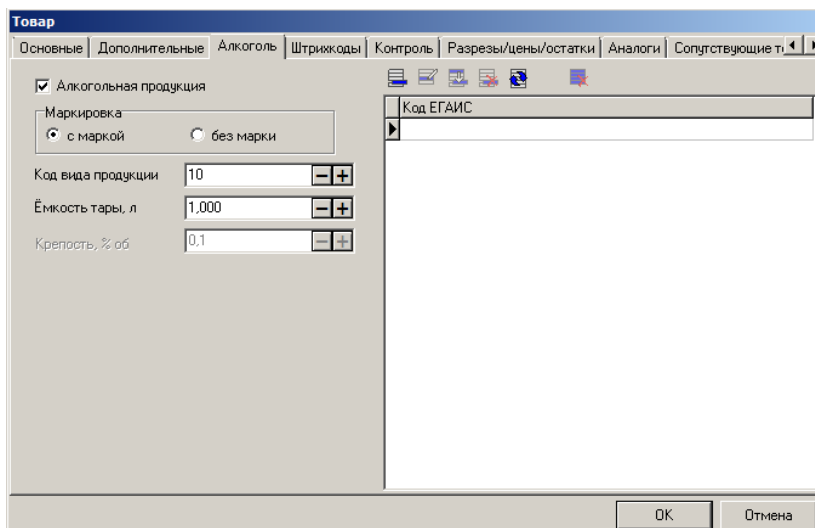 Товар
Основные Дополнительные Алкоголь Штрихкоды Контроль Разрезы/цены/остатки Аналоги Сопутствующие т
Алкогольная продукция
Маркировка
с маркой без марки
Код вида продукции 10
Ёмкость тары, л 1,000
Крепость, % об 0,1
Код ЕГАИС
OK Отмена